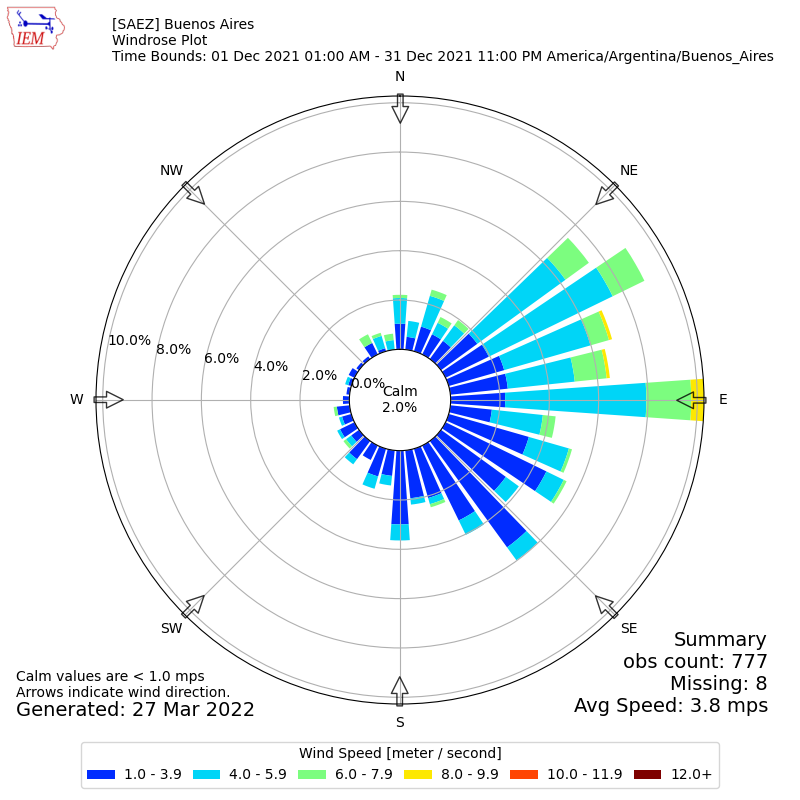 IEM
[SAEZ] Buenos Aires
Windrose Plot
Time Bounds: 01 Dec 2021 01:00 AM - 31 Dec 2021 11:00 PM America/Argentina/Buenos_Aires
N
NW
NE
10.0%
8.0%
6.0%
4.0%
2.0%
0.0%
Calm
2.0%
W
E
SW
SE
S
Summary
obs count: 777
Missing: 8
Avg Speed: 3.8 mps
Calm values are < 1.0 mps
Arrows indicate wind direction.
Generated: 27 Mar 2022
Wind Speed [meter / second]
1.0 - 3.9 4.0 - 5.9 6.0 - 7.9 8.0 - 9.9 10.0 - 11.9 12.0+